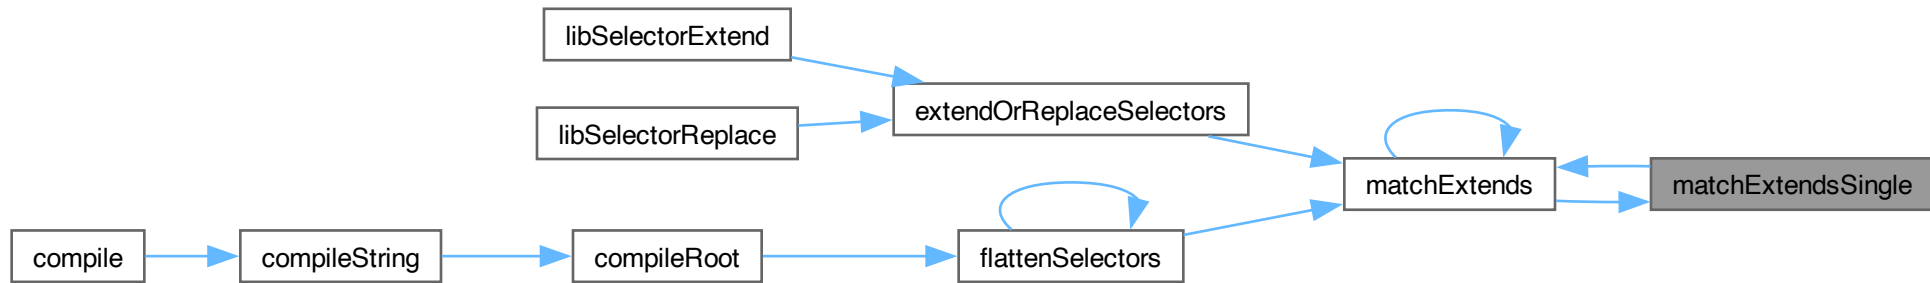 libSelectorExtend
extendOrReplaceSelectors
libSelectorReplace
matchExtends
matchExtendsSingle
compile
compileString
compileRoot
flattenSelectors